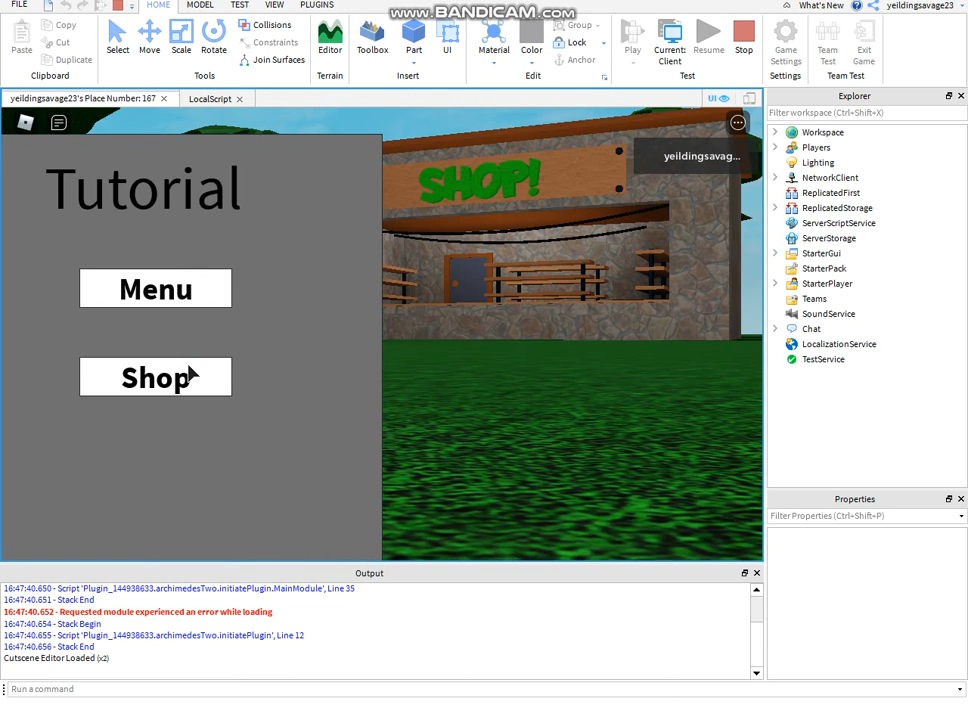 www.BANDICAM.com
FILE HOME MODEL TEST VIEW PLUGINS What's New yeildingsavage23
Paste Copy Cut Duplicate Select Move Scale Rotate Collisions Constraints Join Surfaces Editor Toolbox Part UI Material Color Group Lock Anchor Play Current: Client Resume Stop Game Settings Team Test Exit Game
Clipboard Tools Terrain Insert Edit Test Settings Team Test
yeildingsavage23's Place Number: 167 LocalScript UI
Tutorial
Menu
Shop
SHOP!
yeildingsavag...
Explorer
Filter workspace (Ctrl+Shift+X)
Workspace
Players
Lighting
NetworkClient
ReplicatedFirst
ReplicatedStorage
ServerScriptService
ServerStorage
StarterGui
StarterPack
StarterPlayer
Teams
SoundService
Chat
LocalizationService
TestService
Properties
Filter Properties (Ctrl+Shift+P)
Output
16:47:40.650 - Script 'Plugin_144938633.archimedesTwo.initiatePlugin.MainModule', Line 35
16:47:40.651 - Stack End
16:47:40.652 - Requested module experienced an error while loading
16:47:40.654 - Stack Begin
16:47:40.655 - Script 'Plugin_144938633.archimedesTwo.initiatePlugin', Line 12
16:47:40.656 - Stack End
Cutscene Editor Loaded (x2)
Run a command